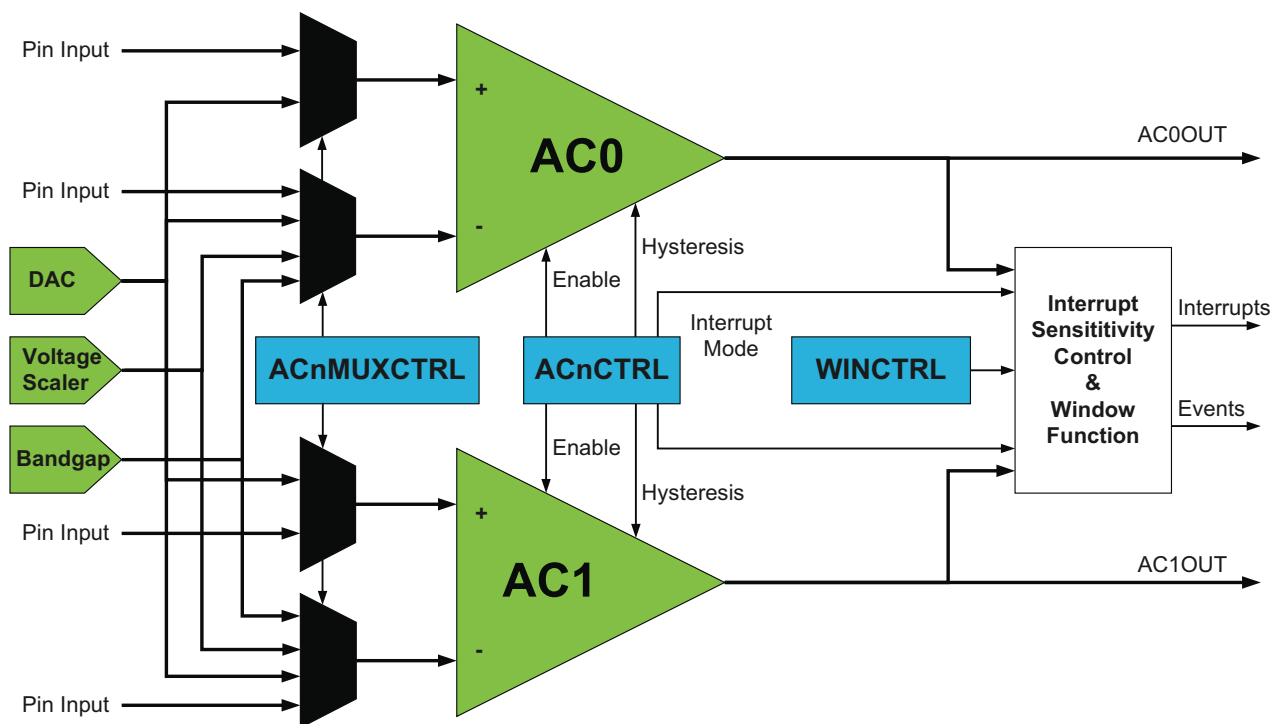 Pin Input
+
AC0
AC0OUT
Pin Input
-
Hysteresis
DAC
Enable
Interrupt
Sensititivity
Control
&
Window
Function
Interrupts
Interrupt
Mode
Voltage
Scaler
ACnMUXCTRL
ACnCTRL
WINCTRL
Events
Bandgap
Enable
Hysteresis
Pin Input
+
AC1
AC1OUT
-
Pin Input